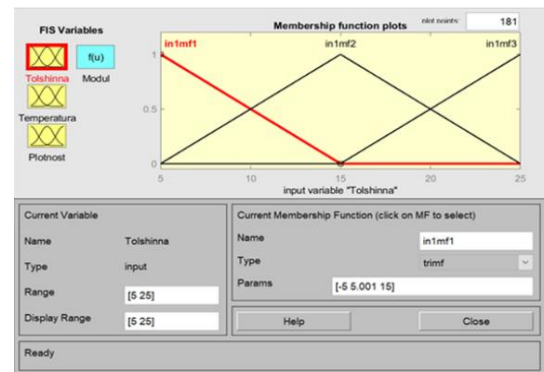 FIS Variables
Membership function plots
plot points:
181
f(u)
Tolshinna
Modul
Temperatura
Plotnost
in1mf1
in1mf2
in1mf3
1
0.5
0
5
10
15
20
25
input variable "Tolshinna"
Current Variable
Name
Tolshinna
Type
input
Range
[5 25]
Display Range
[5 25]
Current Membership Function (click on MF to select)
Name
in1mf1
Type
trimf
Params
[-5 5.001 15]
Help
Close
Ready